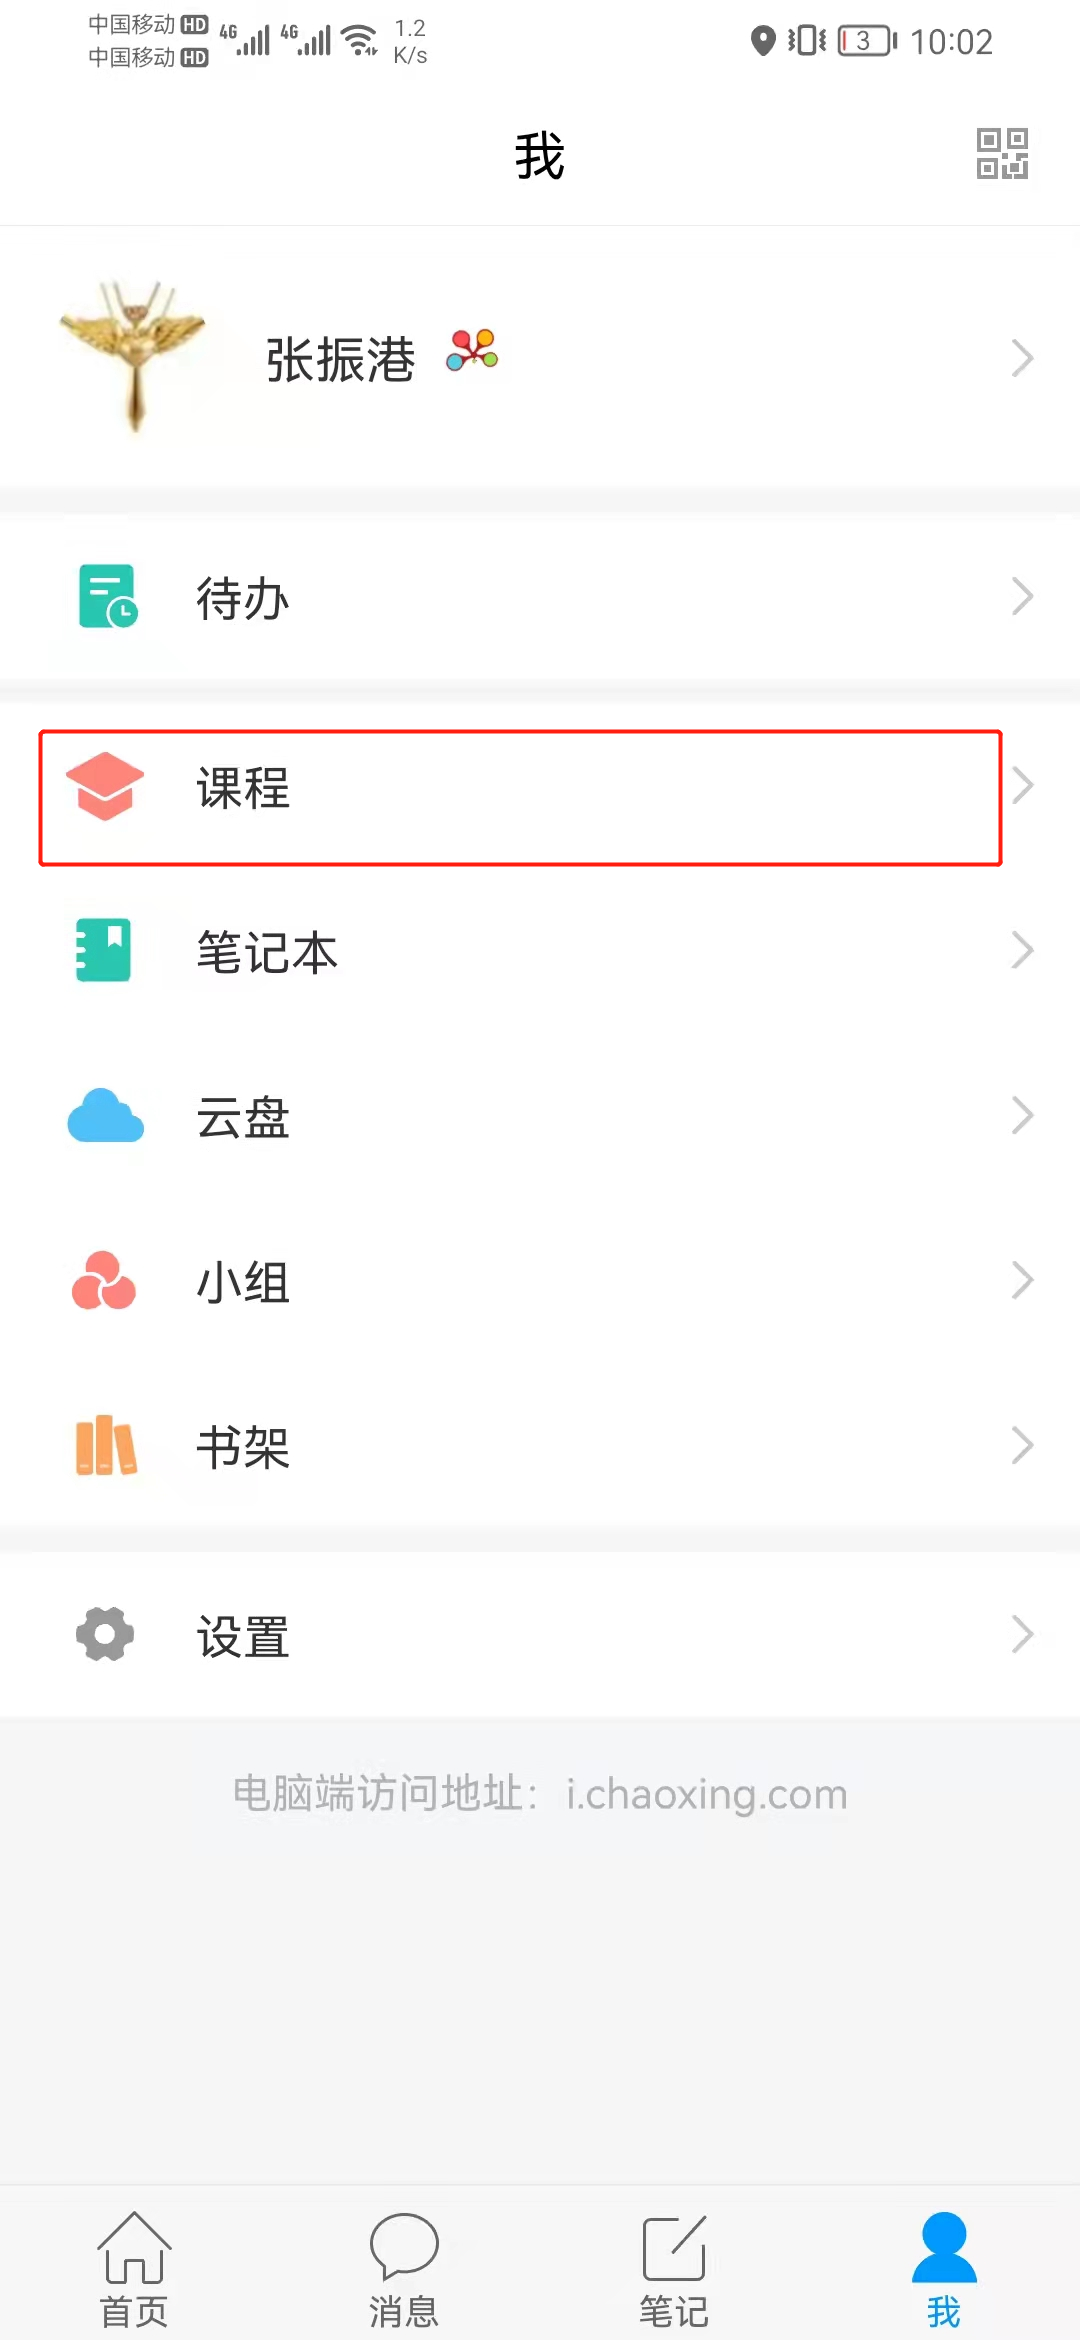 中国移动 HD 4G 4G 1.2 K/s 3 10:02
中国移动 HD
我
张振港
待办
课程
笔记本
云盘
小组
书架
设置
电脑端访问地址：i.chaoxing.com
首页 消息 笔记 我